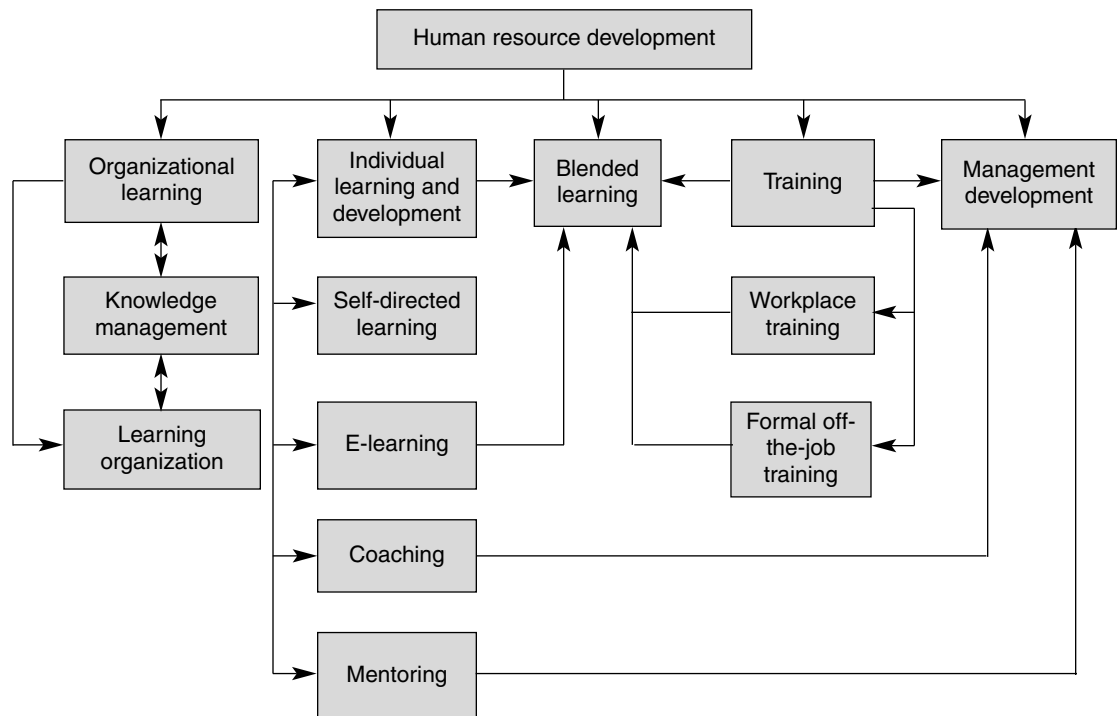 Human resource development
Organizational
learning
Individual
learning and
development
Blended
learning
Training
Management
development
Knowledge
management
Self-directed
learning
Workplace
training
Learning
organization
E-learning
Formal off-
the-job
training
Coaching
Mentoring